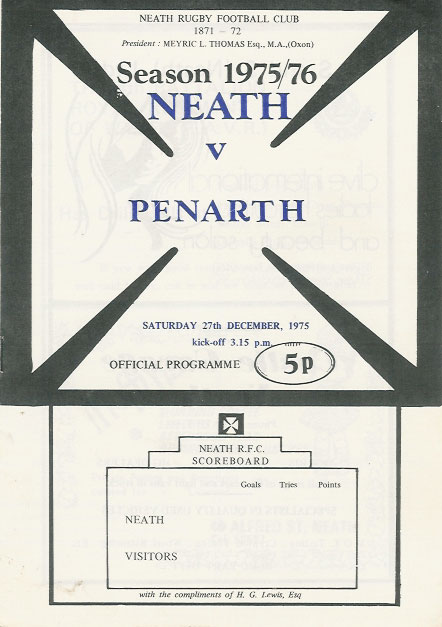 NEATH RUGBY FOOTBALL CLUB
1871 – 72
President : MEYRIC L. THOMAS Esq., M.A.,(Oxon)
Season 1975/76
NEATH
V
PENARTH
SATURDAY 27th DECEMBER, 1975
kick-off 3.15 p.m.
OFFICIAL PROGRAMME 5p
NEATH R.F.C.
SCOREBOARD
Goals Tries Points
NEATH
VISITORS
with the compliments of H. G. Lewis, Esq